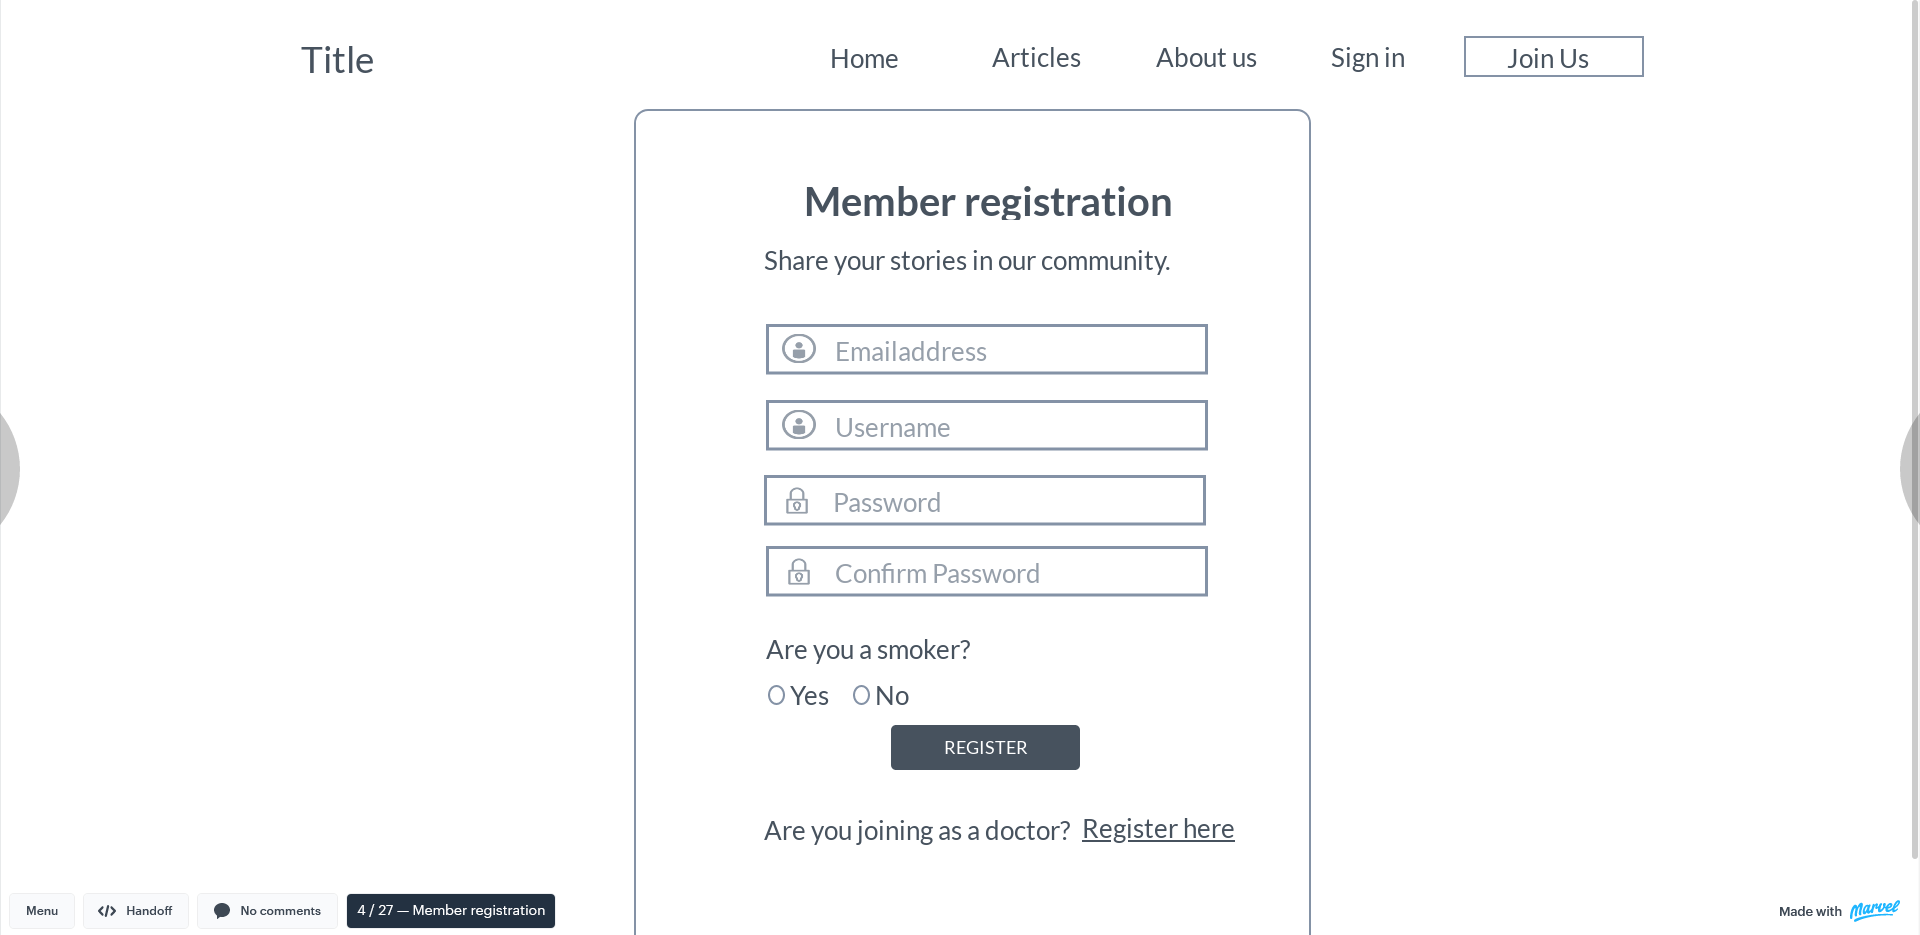 Title
Home
Articles
About us
Sign in
Join Us
Member registration
Share your stories in our community.
Emailaddress
Username
Password
Confirm Password
Are you a smoker?
Yes
No
REGISTER
Are you joining as a doctor? Register here
Menu
</> Handoff
No comments
4 / 27 — Member registration
Made with Marvel